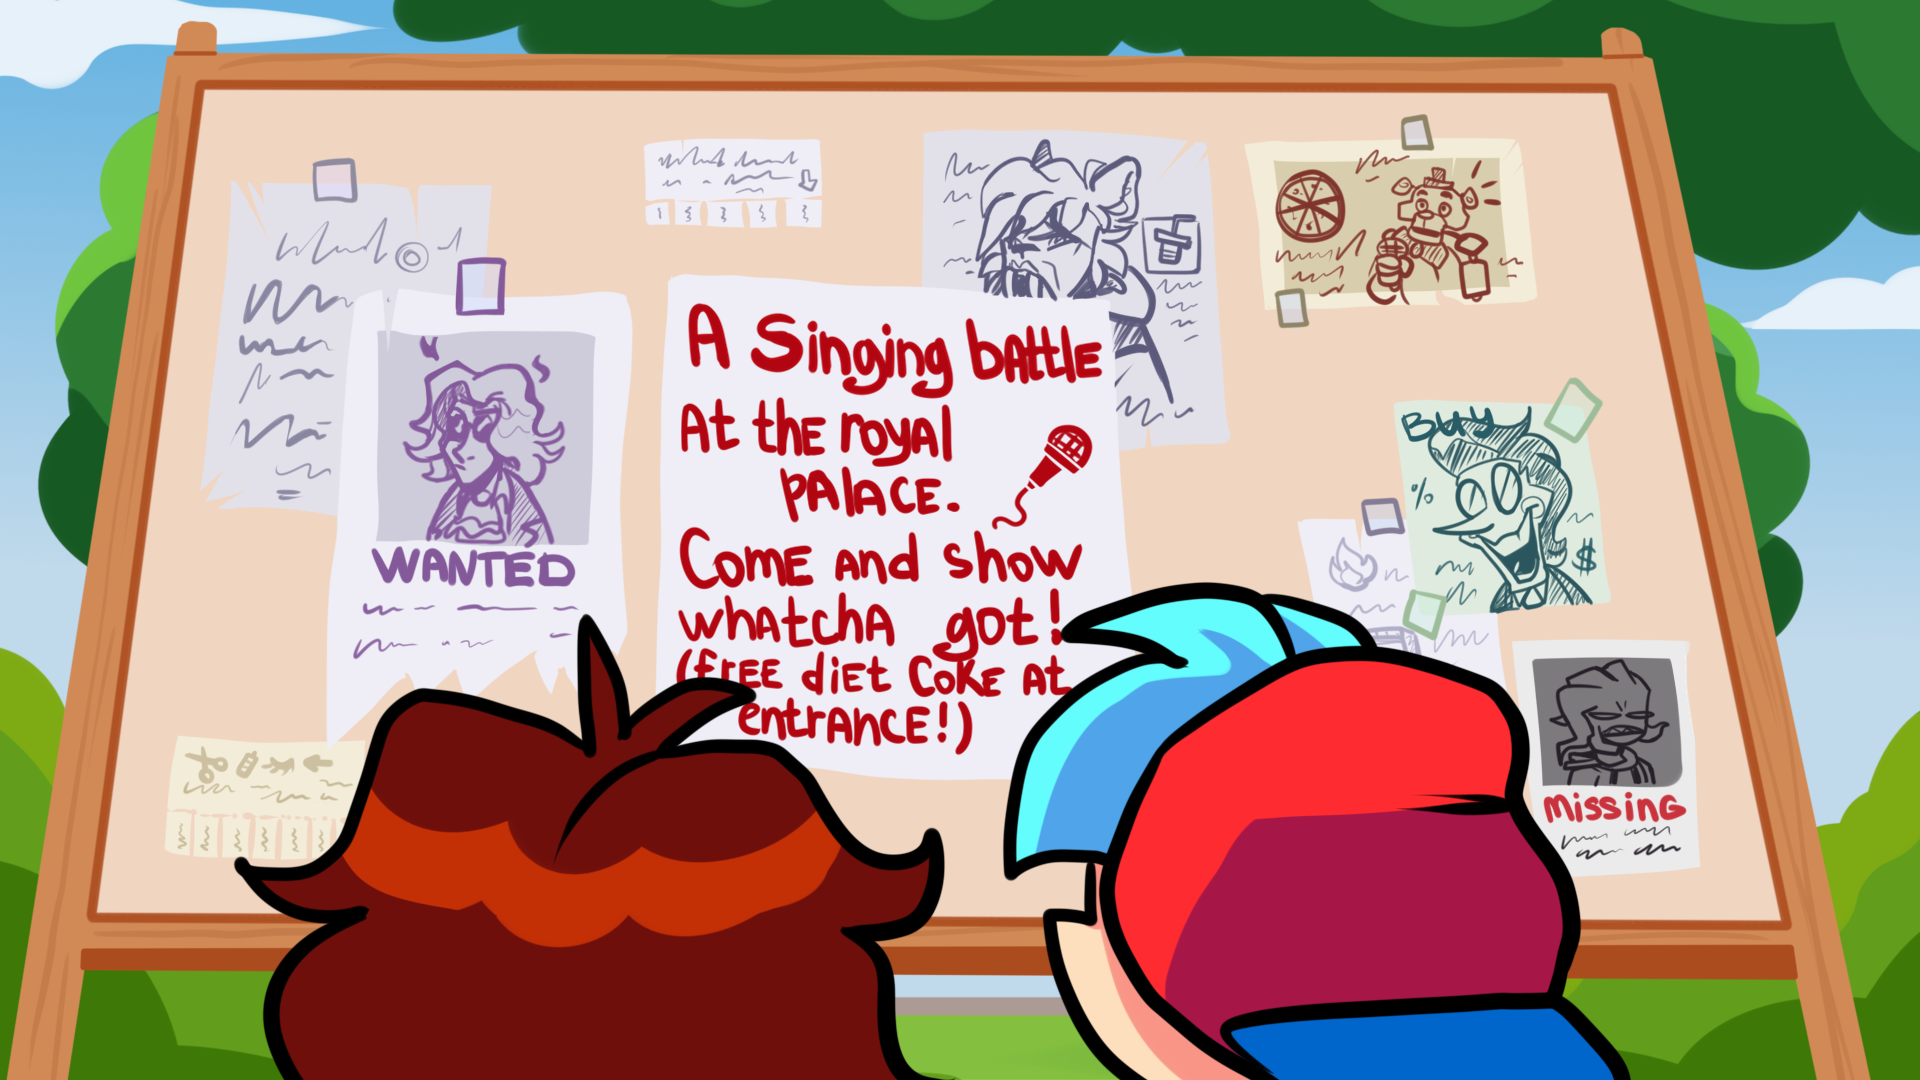 A Singing battle
At the royal
palace.
Come and show
whatcha got!
(free diet Coke at
entrance!)
WANTED
BUY
%
$
Missing